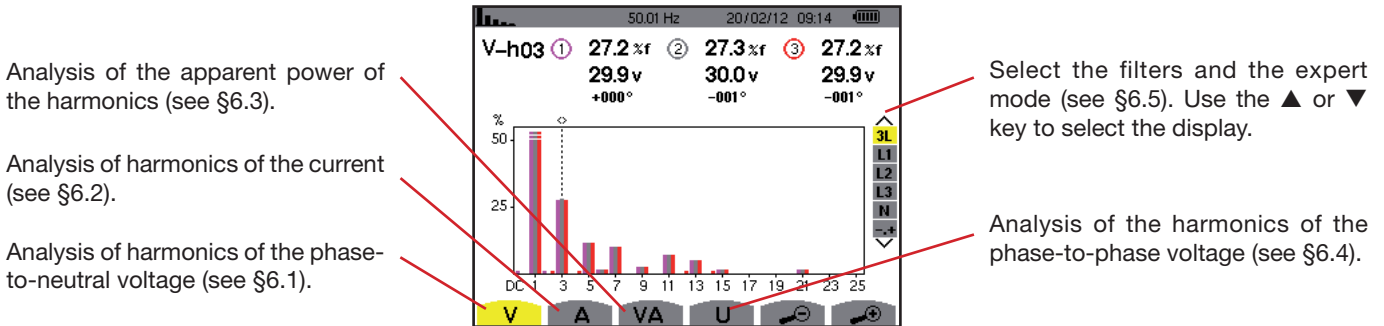 50.01 Hz 20/02/12 09:14
V–h03 1 27.2 %f 2 27.3 %f 3 27.2 %f
29.9 v 30.0 v 29.9 v
+000° –001° –001°
Analysis of the apparent power of
the harmonics (see §6.3).
Analysis of harmonics of the current
(see §6.2).
Analysis of harmonics of the phase-
to-neutral voltage (see §6.1).
%
50
25
DC 1 3 5 7 9 11 13 15 17 19 21 23 25
3L
L1
L2
L3
N
–.+
V A VA U
Select the filters and the expert
mode (see §6.5). Use the ▲ or ▼
key to select the display.
Analysis of the harmonics of the
phase-to-phase voltage (see §6.4).